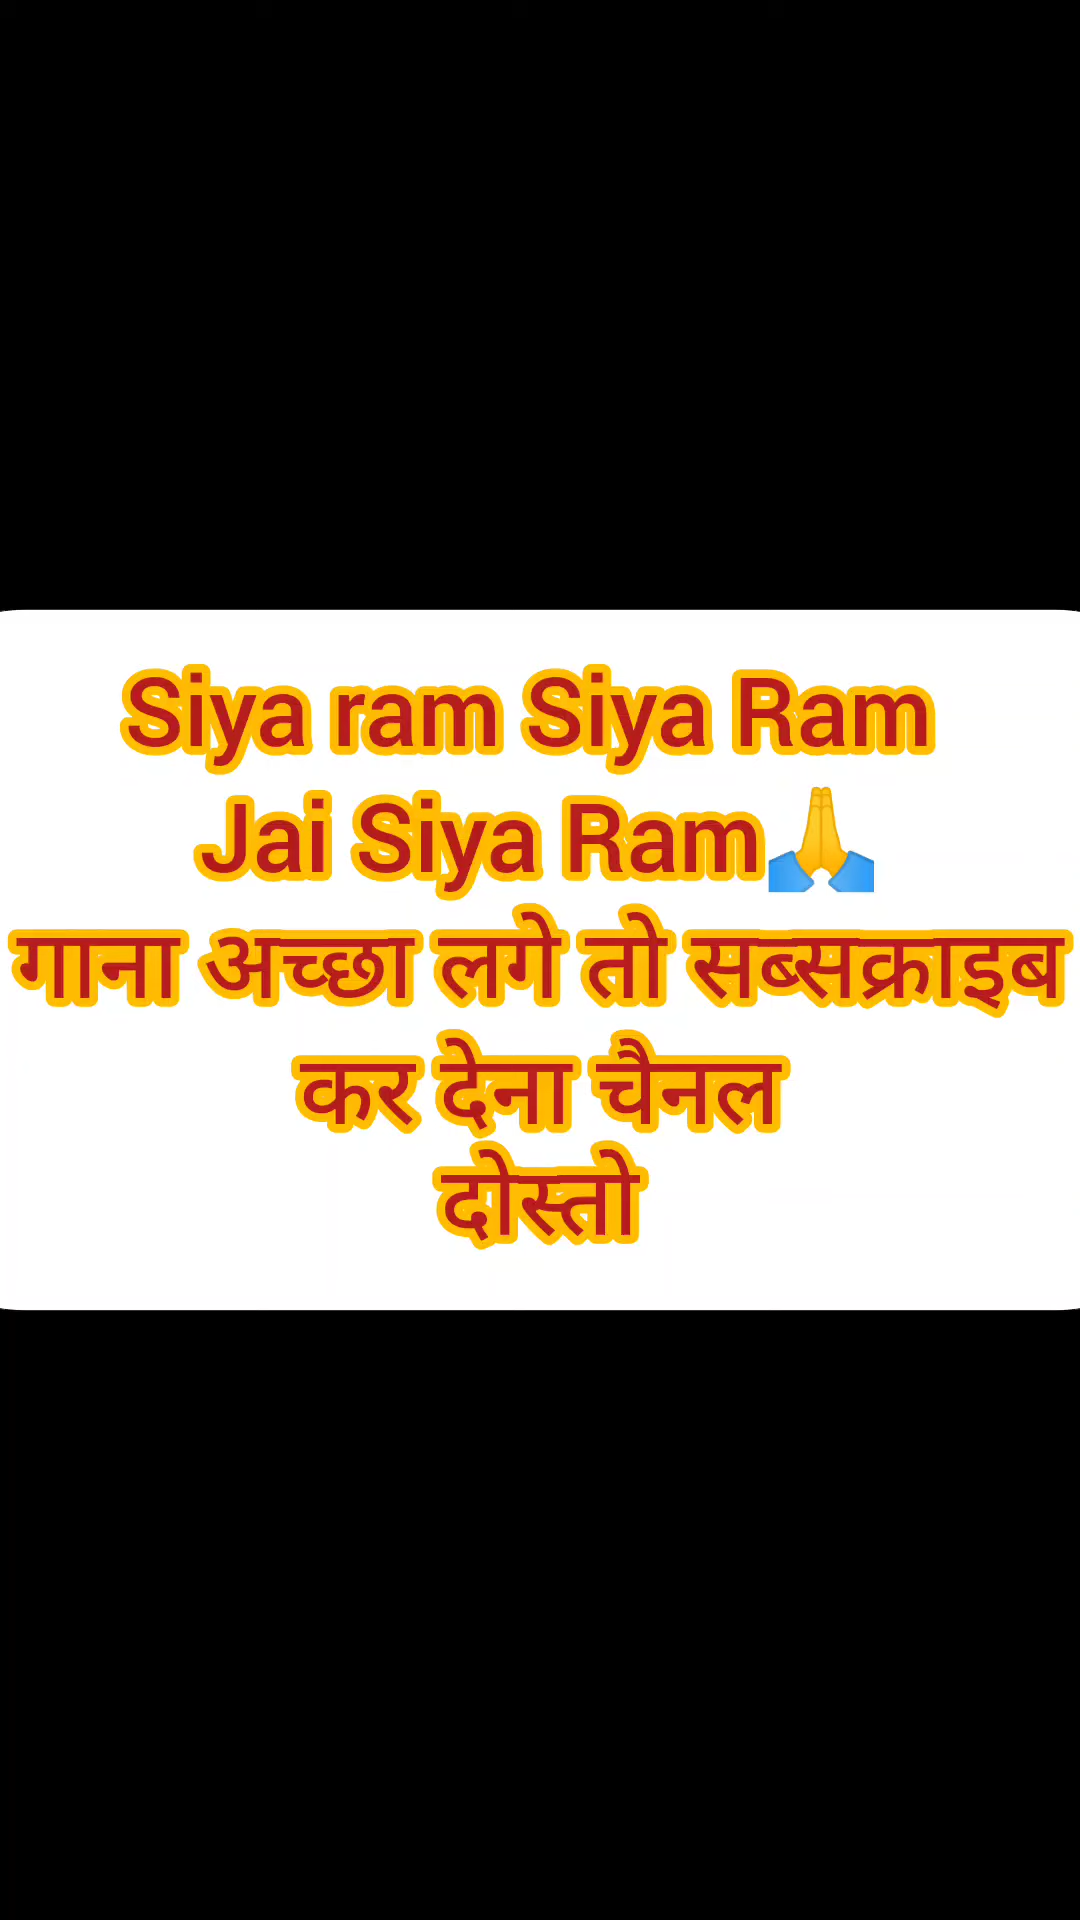 Siya ram Siya Ram
Jai Siya Ram🙏
गाना अच्छा लगे तो सब्सक्राइब
कर देना चैनल
दोस्तो